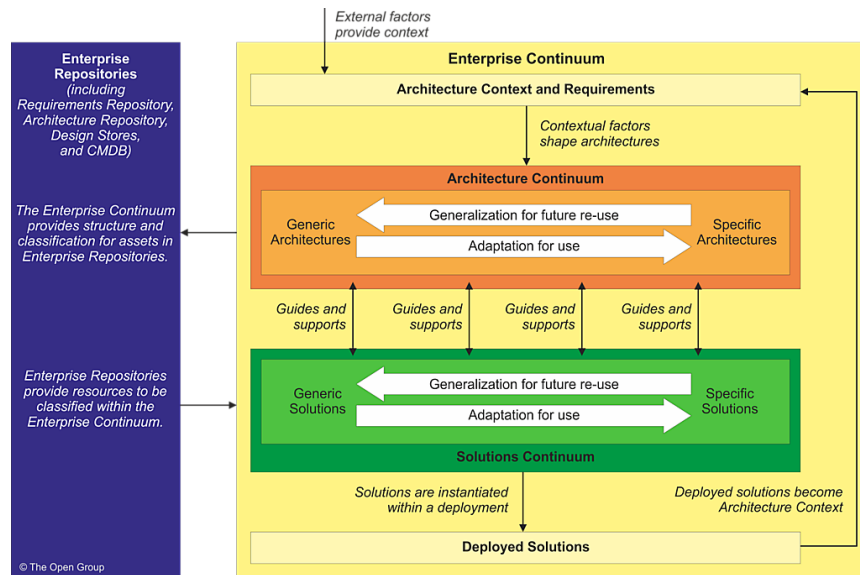 External factors
provide context
Enterprise
Repositories
(including
Requirements Repository,
Architecture Repository,
Design Stores,
and CMDB)
The Enterprise Continuum
provides structure and
classification for assets in
Enterprise Repositories.
Enterprise Repositories
provide resources to be
classified within the
Enterprise Continuum.
© The Open Group
Enterprise Continuum
Architecture Context and Requirements
Contextual factors
shape architectures
Architecture Continuum
Generic
Architectures
Generalization for future re-use
Adaptation for use
Specific
Architectures
Guides and
supports
Guides and
supports
Guides and
supports
Guides and
supports
Generic
Solutions
Generalization for future re-use
Adaptation for use
Specific
Solutions
Solutions Continuum
Solutions are instantiated
within a deployment
Deployed solutions become
Architecture Context
Deployed Solutions